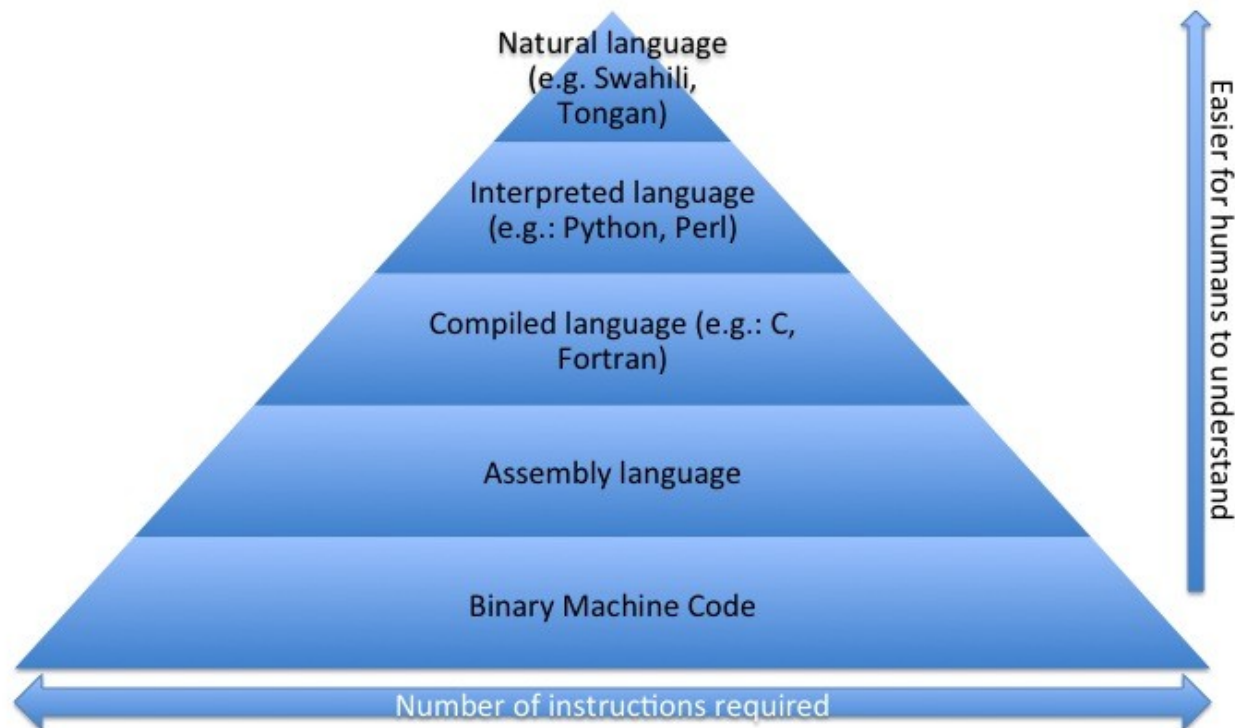 Natural language
(e.g. Swahili,
Tongan)
Interpreted language
(e.g.: Python, Perl)
Compiled language (e.g.: C,
Fortran)
Assembly language
Binary Machine Code
Number of instructions required
Easier for humans to understand